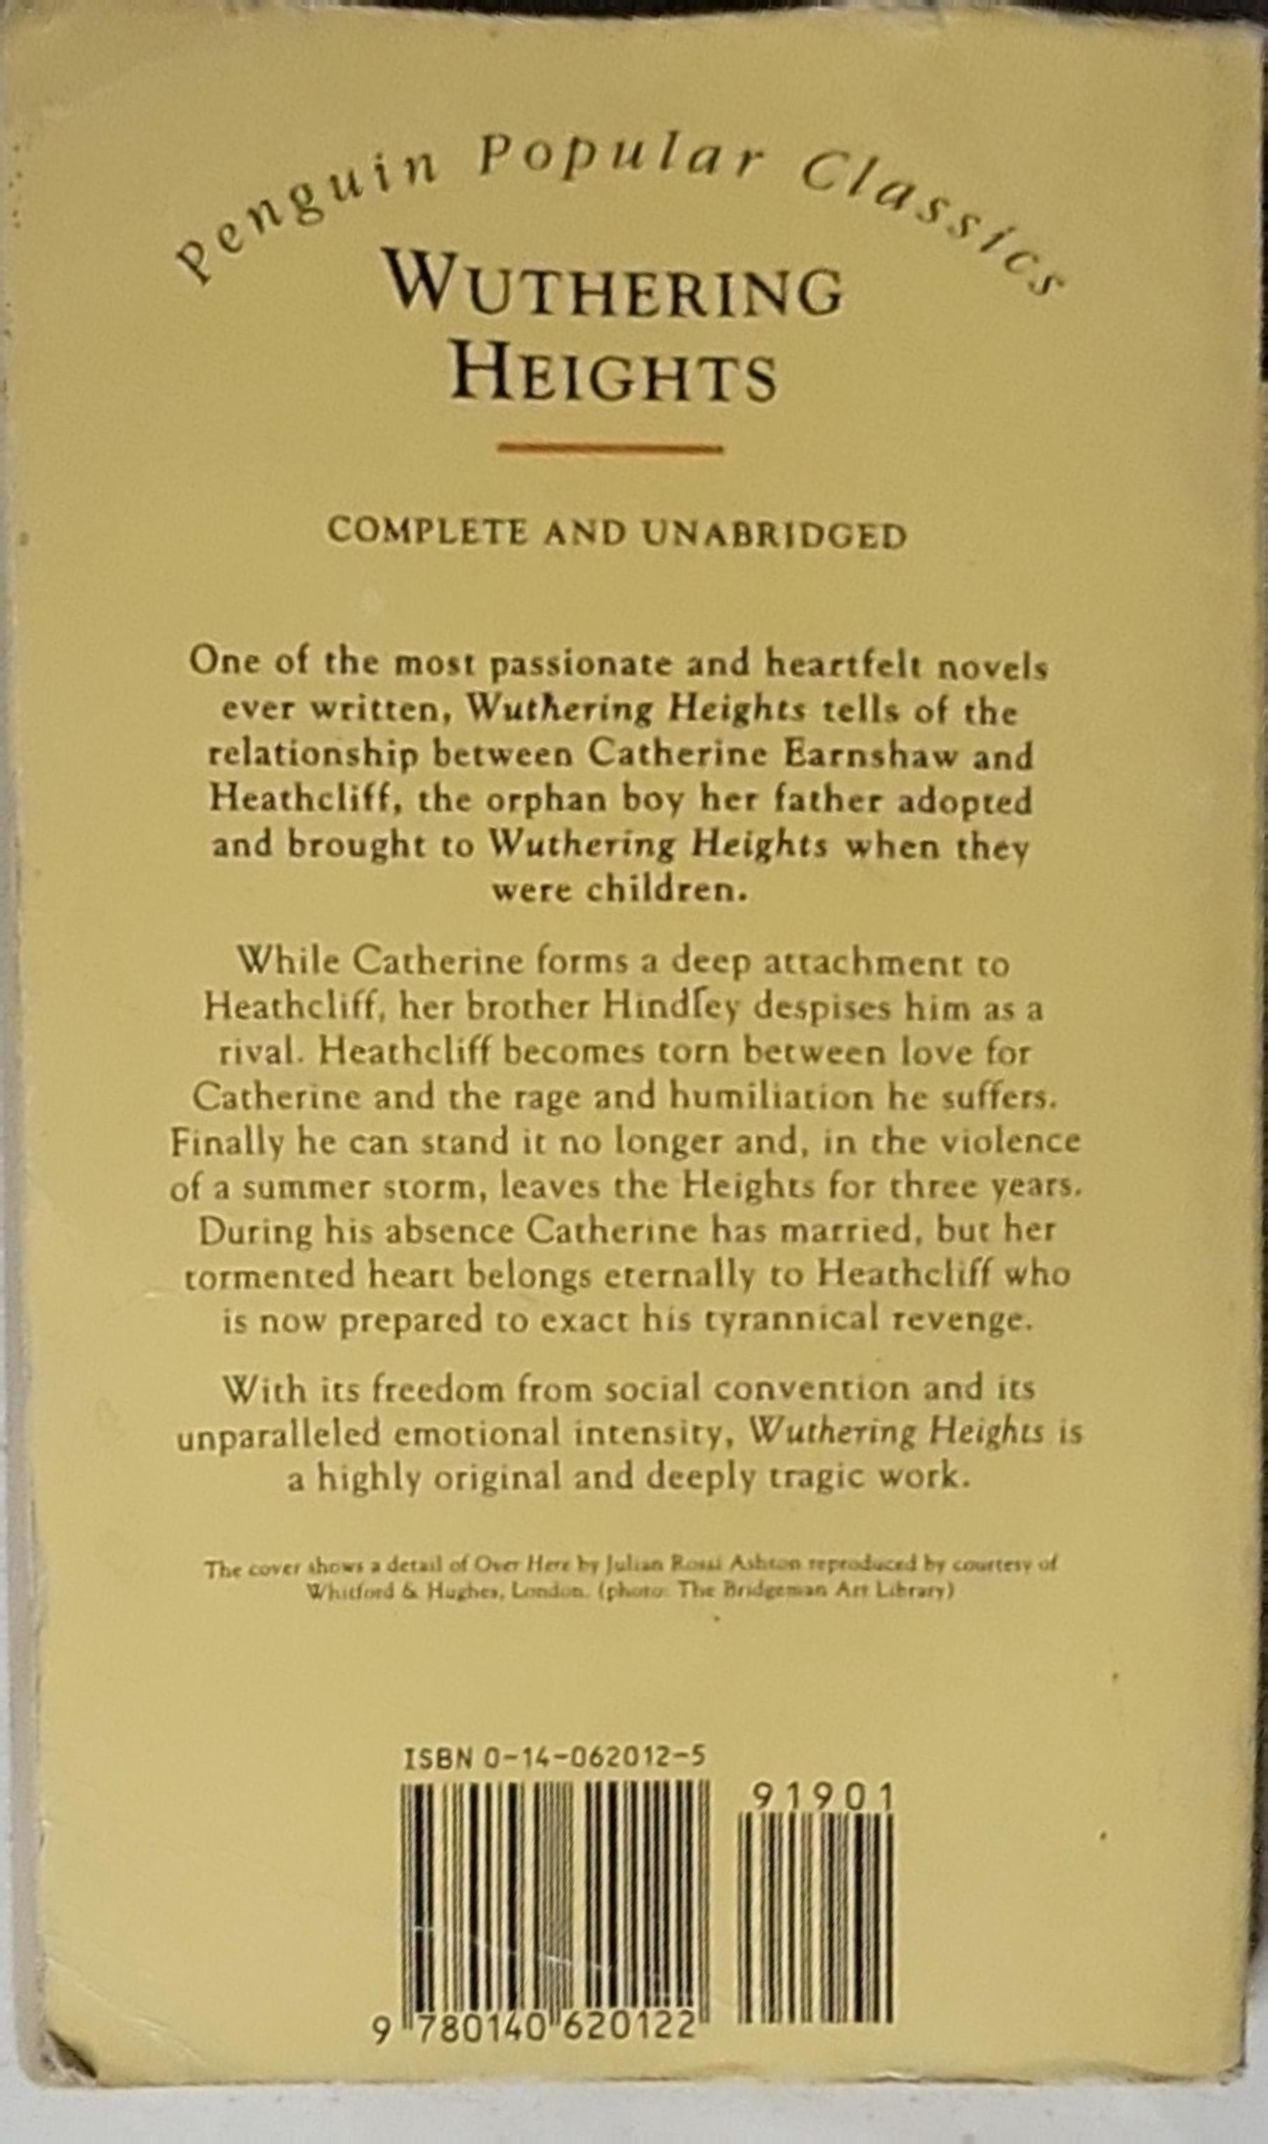 Penguin Popular Classics
WUTHERING
HEIGHTS
COMPLETE AND UNABRIDGED
One of the most passionate and heartfelt novels
ever written, Wuthering Heights tells of the
relationship between Catherine Earnshaw and
Heathcliff, the orphan boy her father adopted
and brought to Wuthering Heights when they
were children.
While Catherine forms a deep attachment to
Heathcliff, her brother Hindley despises him as a
rival. Heathcliff becomes torn between love for
Catherine and the rage and humiliation he suffers.
Finally he can stand it no longer and, in the violence
of a summer storm, leaves the Heights for three years.
During his absence Catherine has married, but her
tormented heart belongs eternally to Heathcliff who
is now prepared to exact his tyrannical revenge.
With its freedom from social convention and its
unparalleled emotional intensity, Wuthering Heights is
a highly original and deeply tragic work.
The cover shows a detail of Over Here by Julian Rossi Ashton reproduced by courtesy of
Whitford & Hughes, London. (photo: The Bridgeman Art Library)
ISBN 0-14-062012-5
91901
9 780140 620122